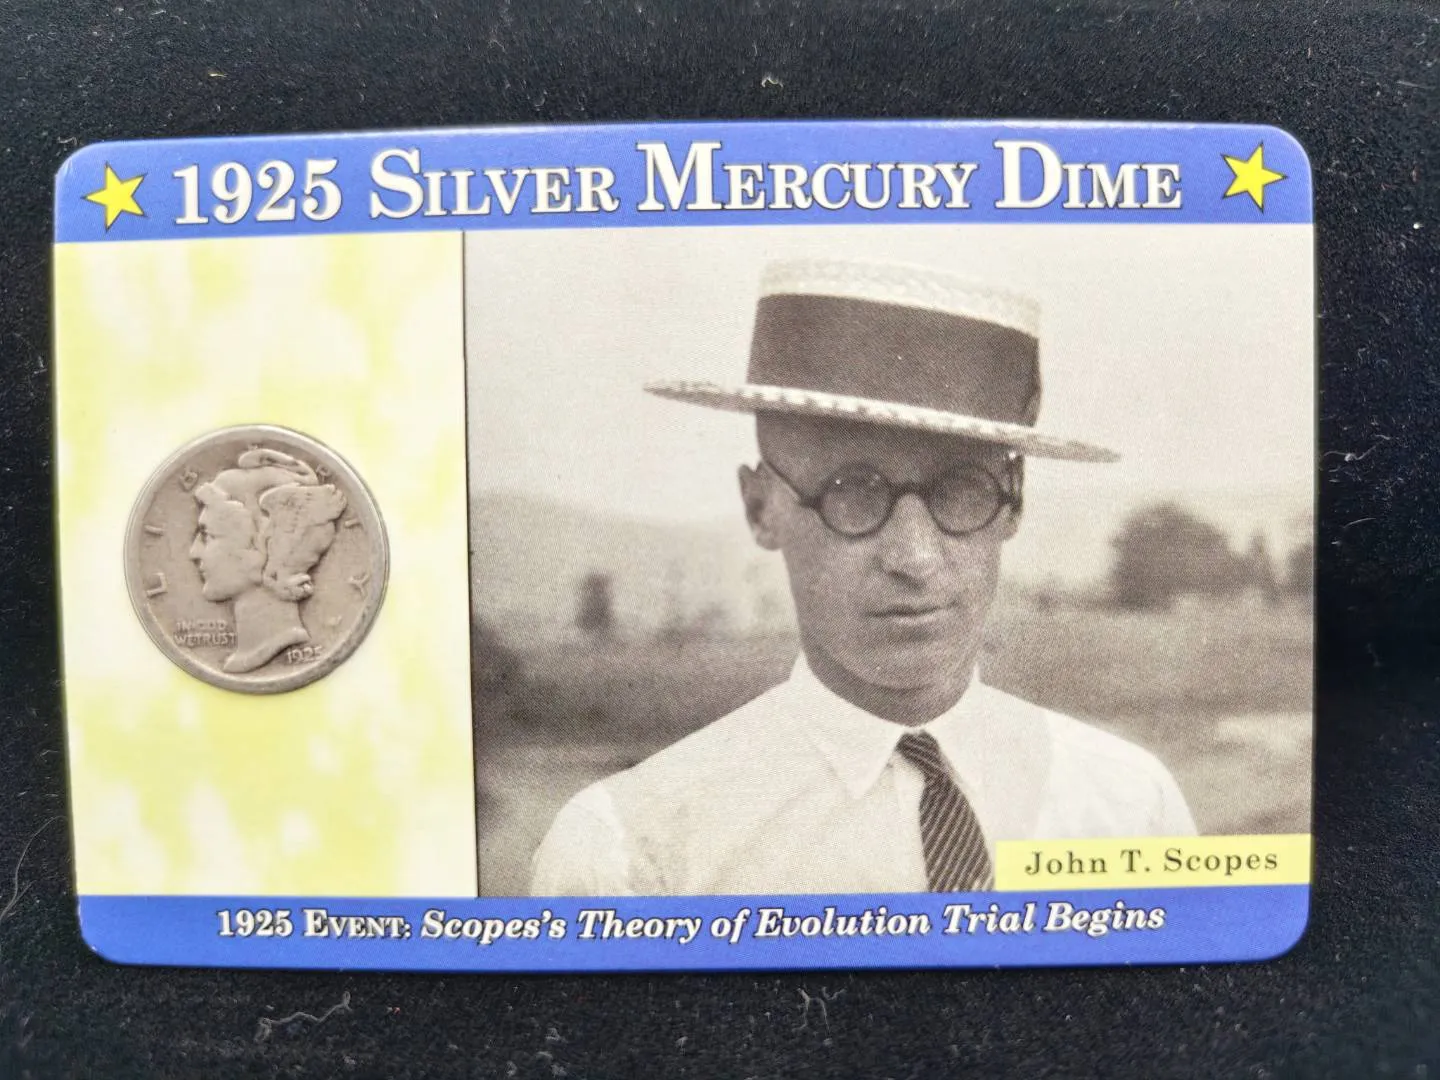 1925 SILVER MERCURY DIME
LIBERTY
IN GOD
WE TRUST
1925
John T. Scopes
1925 EVENT: Scopes's Theory of Evolution Trial Begins